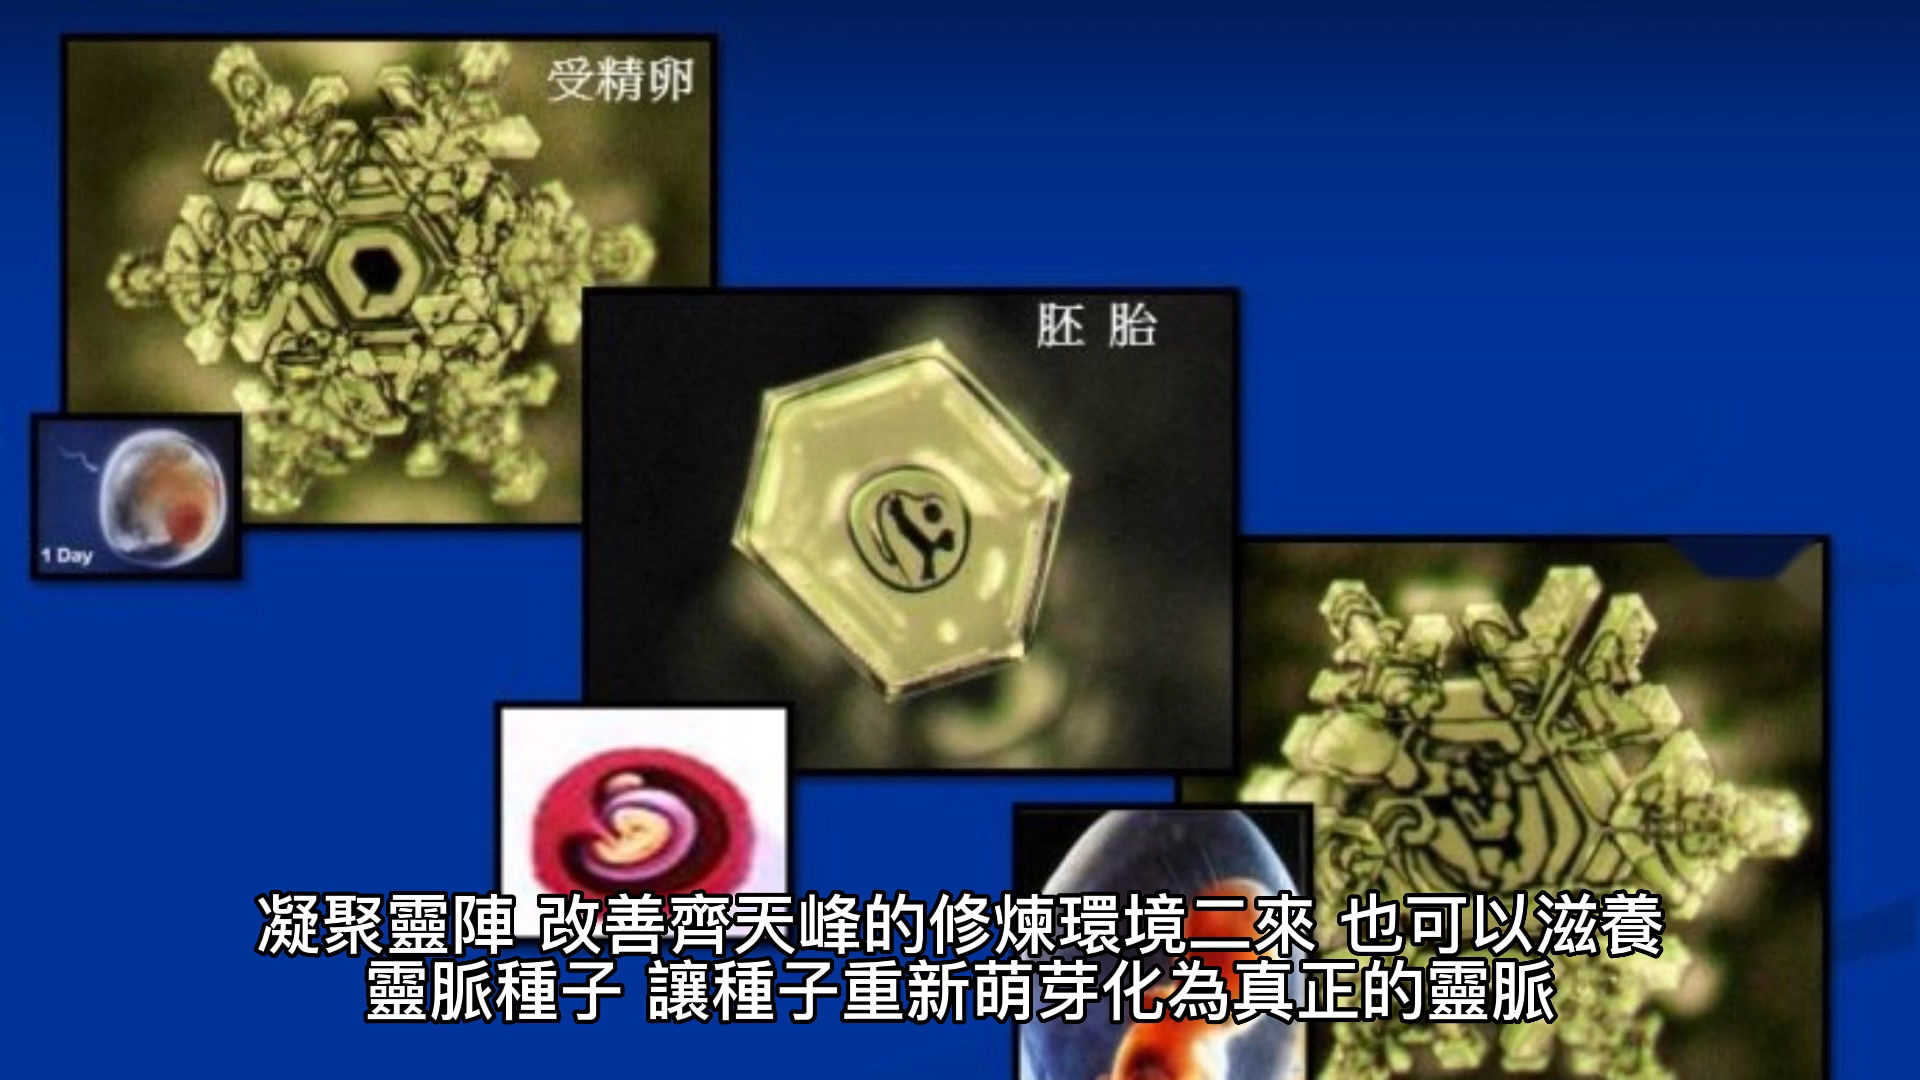 受精卵
1 Day
胚胎
凝聚靈陣 改善齊天峰的修煉環境二來 也可以滋養
靈脈種子 讓種子重新萌芽化為真正的靈脈